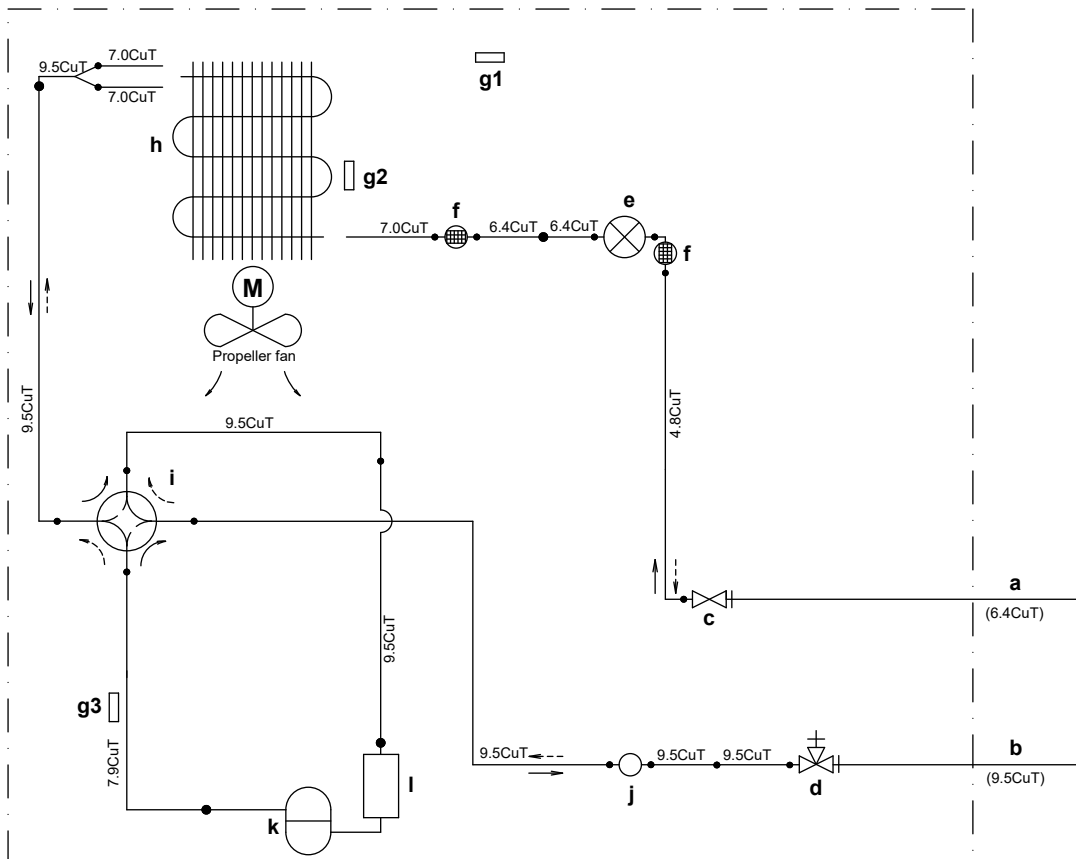 7.0CuT
9.5CuT
7.0CuT
g1
h
g2
f
e
7.0CuT
6.4CuT
6.4CuT
f
M
Propeller fan
9.5CuT
9.5CuT
4.8CuT
i
a
(6.4CuT)
c
9.5CuT
g3
7.9CuT
9.5CuT
9.5CuT
9.5CuT
b
(9.5CuT)
j
d
l
k